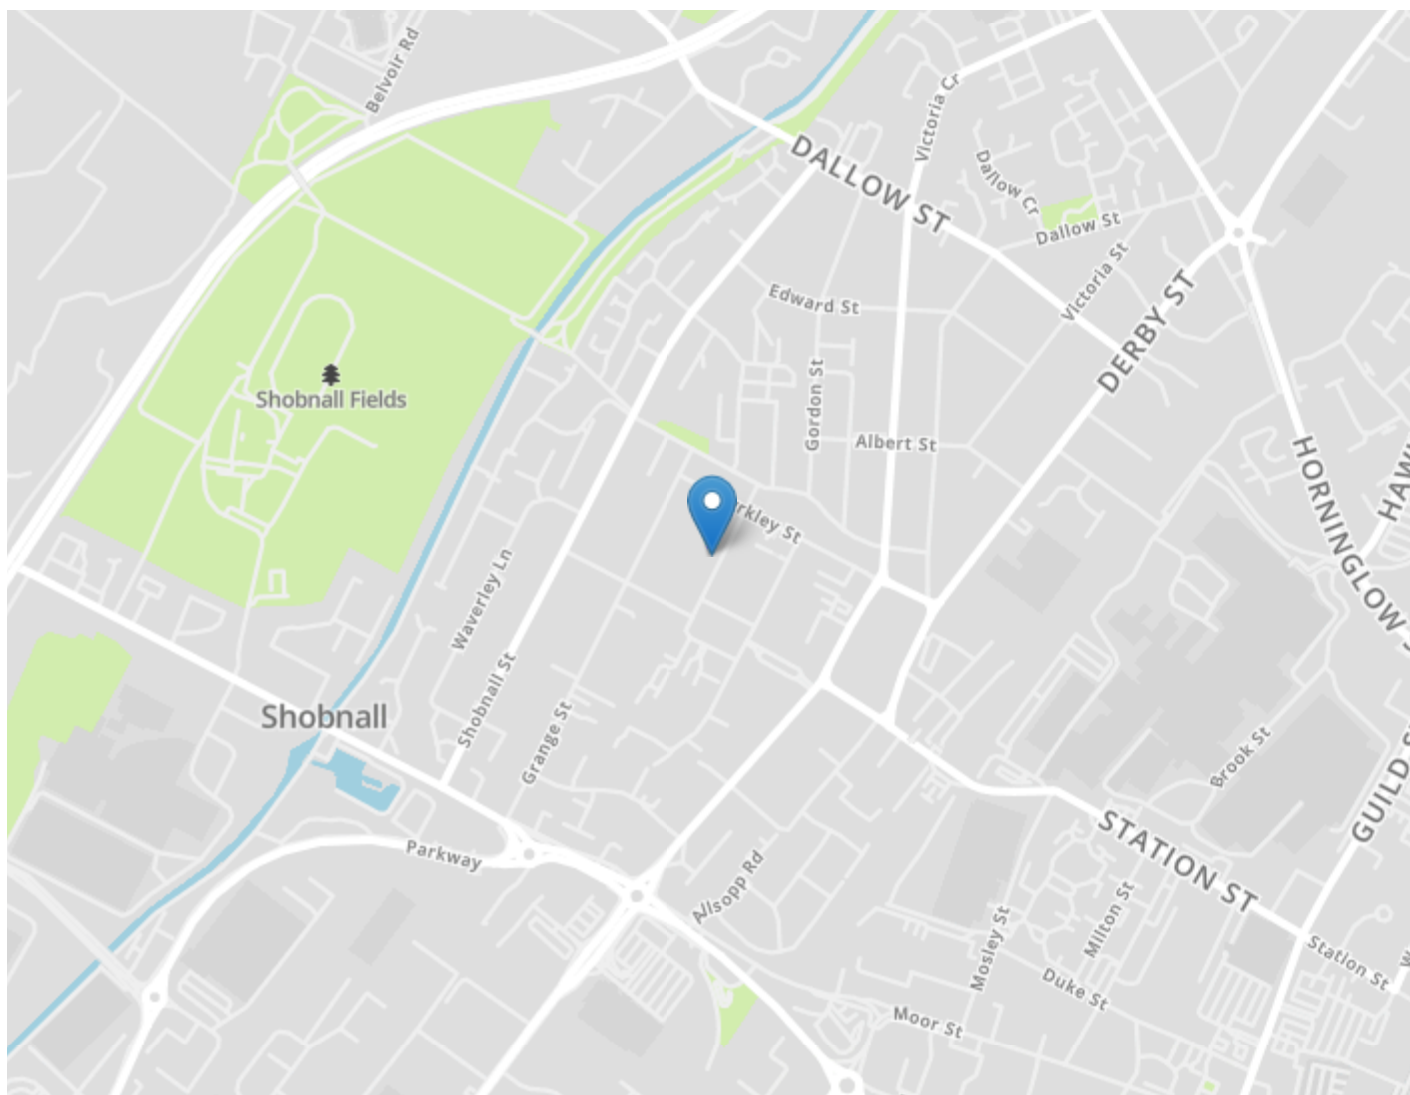 Belvoir Rd
Victoria Cr
DALLOW ST
Dallow Cr
Dallow St
Victoria St
Edward St
DERBY ST
Shobnall Fields
Gordon St
Albert St
HORNINGLOW
rkley St
Waverley Ln
Shobnall St
Shobnall
Grange St
Brook St
GUILD
Parkway
STATION ST
Allsopp Rd
Milton St
Mosley St
Station St
Duke St
Moor St